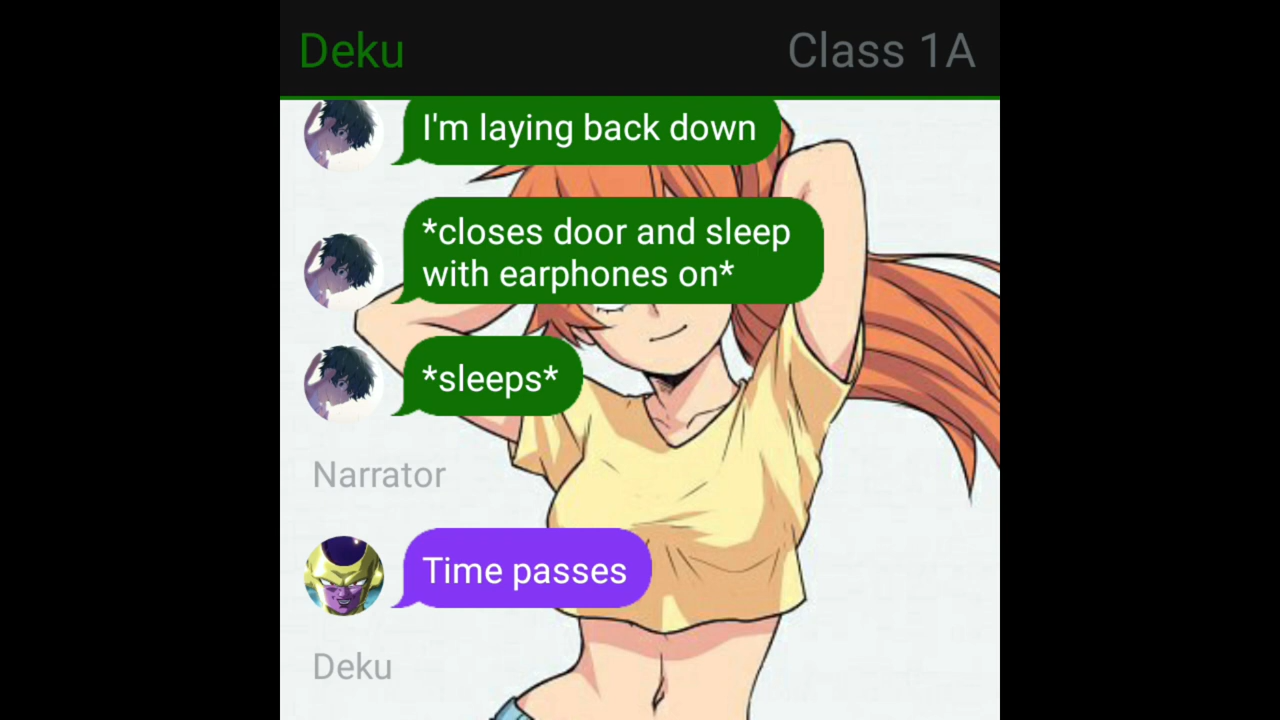 Deku
Class 1A
I'm laying back down
*closes door and sleep
with earphones on*
*sleeps*
Narrator
Time passes
Deku